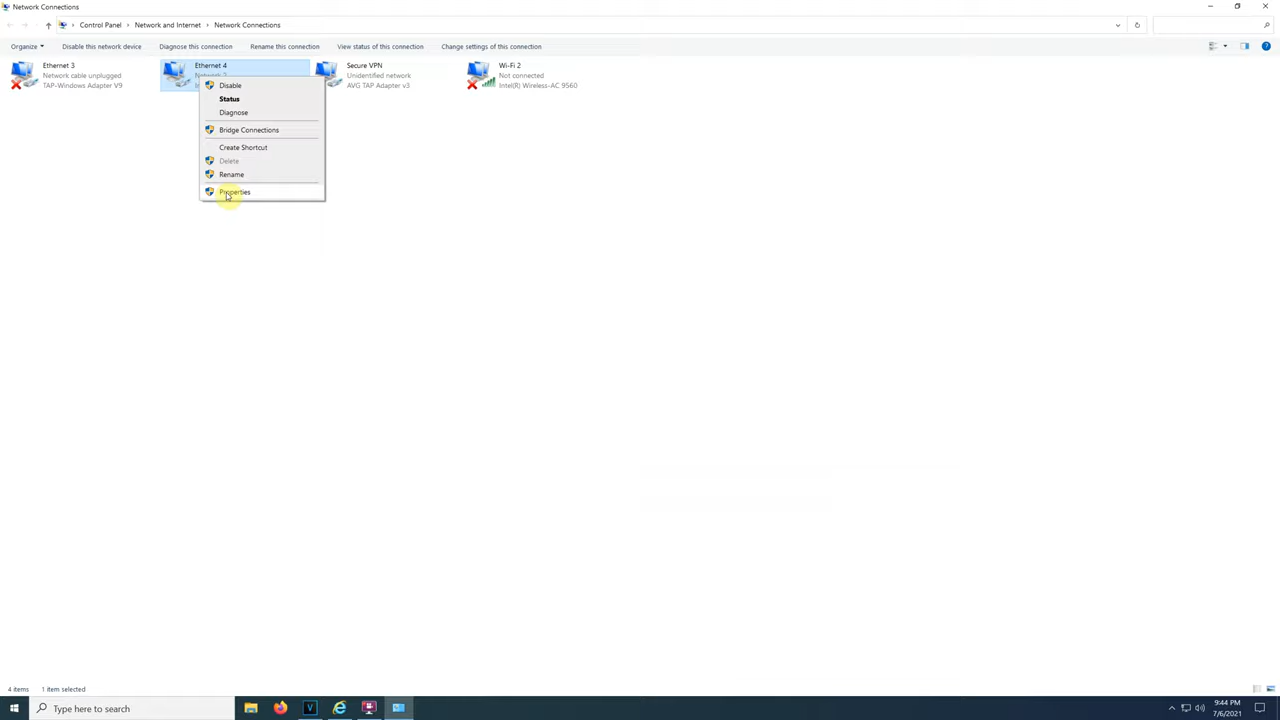 Network Connections
Control Panel > Network and Internet > Network Connections
Organize Disable this network device Diagnose this connection Rename this connection View status of this connection Change settings of this connection
Ethernet 3
Network cable unplugged
TAP-Windows Adapter V9
Ethernet 4
Secure VPN
Unidentified network
AVG TAP Adapter v3
Wi-Fi 2
Not connected
Intel(R) Wireless-AC 9560
Disable
Status
Diagnose
Bridge Connections
Create Shortcut
Delete
Rename
Properties
4 items 1 item selected
Type here to search
9:44 PM
7/6/2021